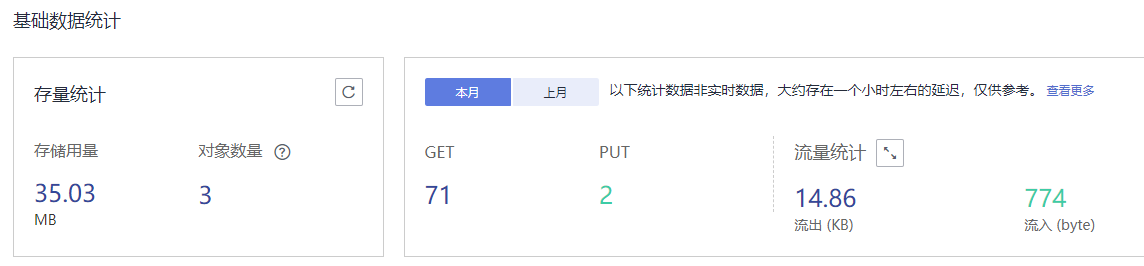 基础数据统计
存量统计
存储用量
对象数量 ?
35.03
3
MB
本月
上月
以下统计数据非实时数据，大约存在一个小时左右的延迟，仅供参考。 查看更多
GET
PUT
71
2
流量统计
14.86
774
流出 (KB)
流入 (byte)